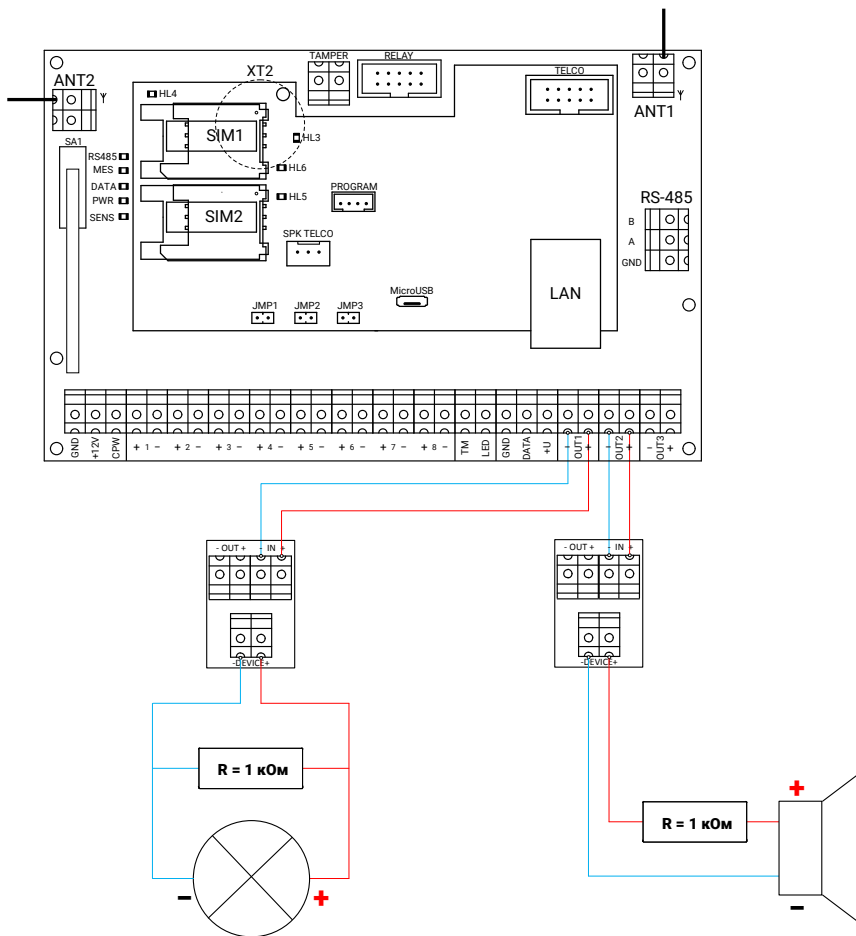 TAMPER
RELAY
XT2
ANT2
HL4
TELCO
ANT1
SA1
SIM1
HL3
RS485
MES
HL6
DATA
PWR
SENS
PROGRAM
HL5
SIM2
RS-485
B
A
GND
SPK TELCO
MicroUSB
LAN
JMP1 JMP2 JMP3
GND +12V CPW + 1 − + 2 − + 3 − + 4 − + 5 − + 6 − + 7 − + 8 − TM LED GND DATA +U − OUT1 + − OUT2 + − OUT3 +
- OUT + - IN +
-DEVICE+
- OUT + - IN +
-DEVICE+
R = 1 кОм
+
R = 1 кОм
− +
−